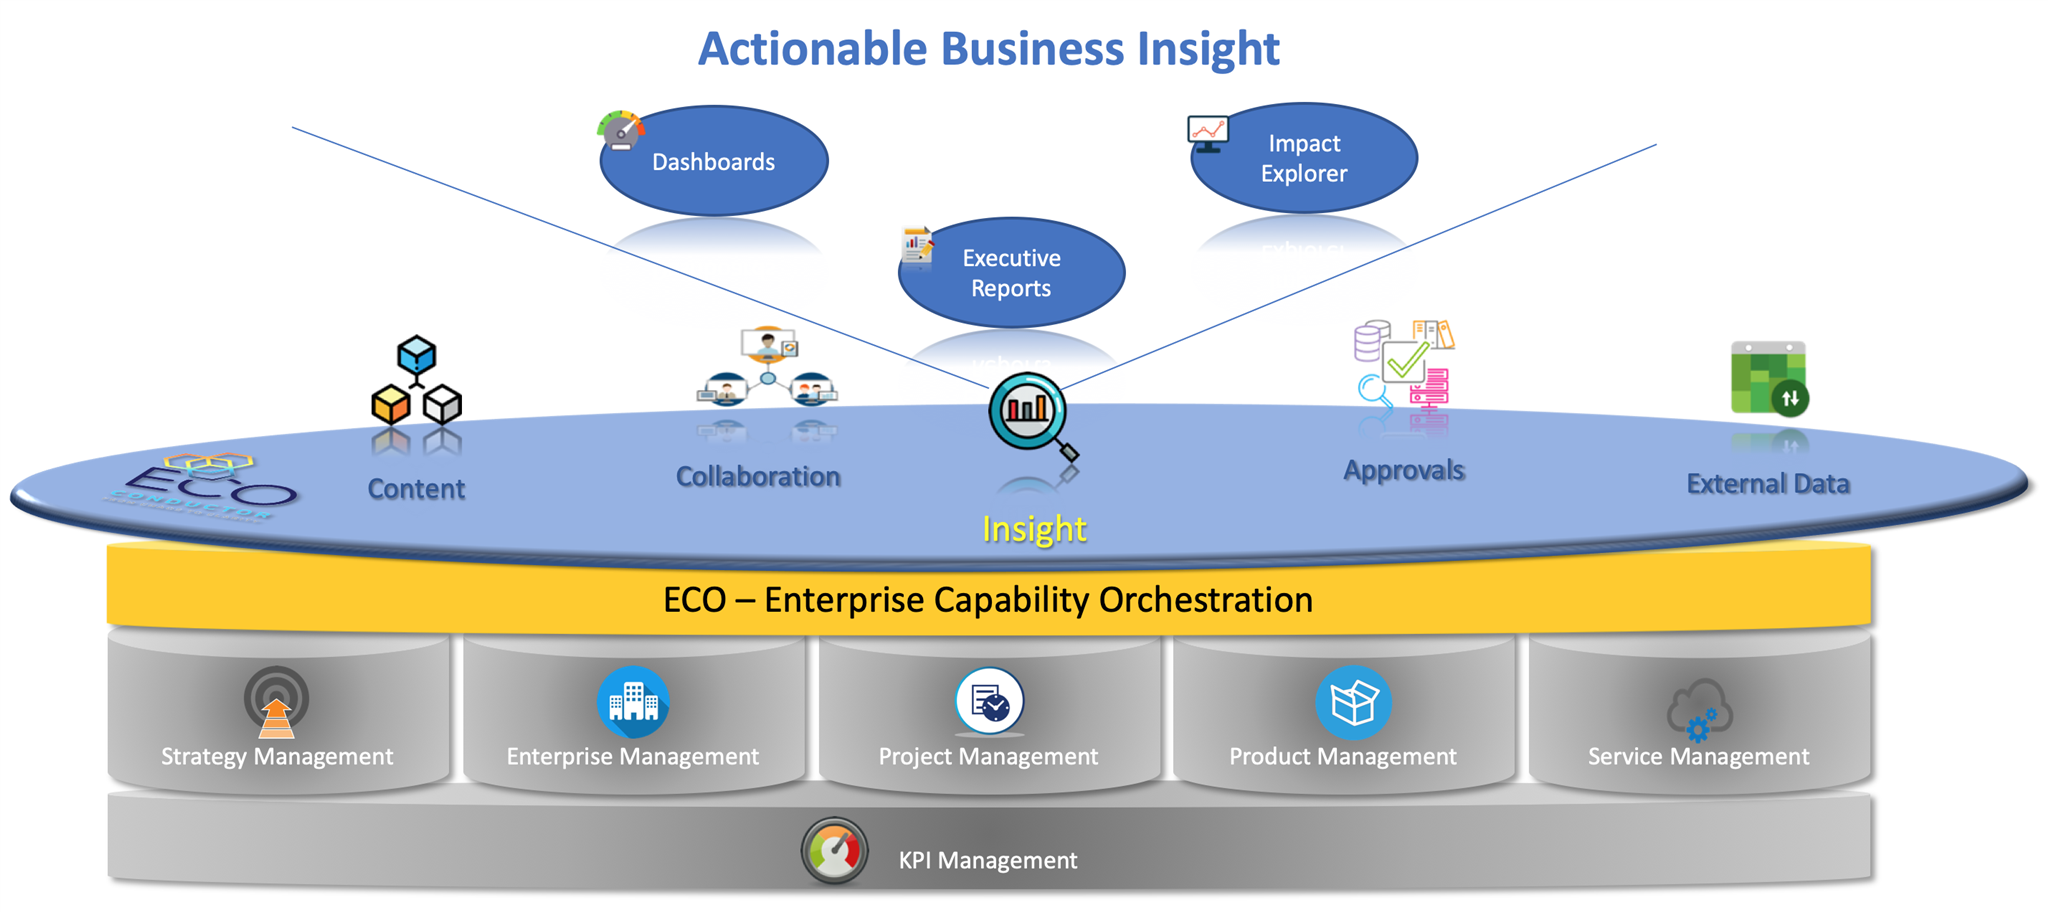 Actionable Business Insight
Dashboards
Impact
Explorer
Executive
Reports
Content
Collaboration
Insight
Approvals
External Data
ECO
CONDUCTOR
ECO – Enterprise Capability Orchestration
Strategy Management
Enterprise Management
Project Management
Product Management
Service Management
KPI Management